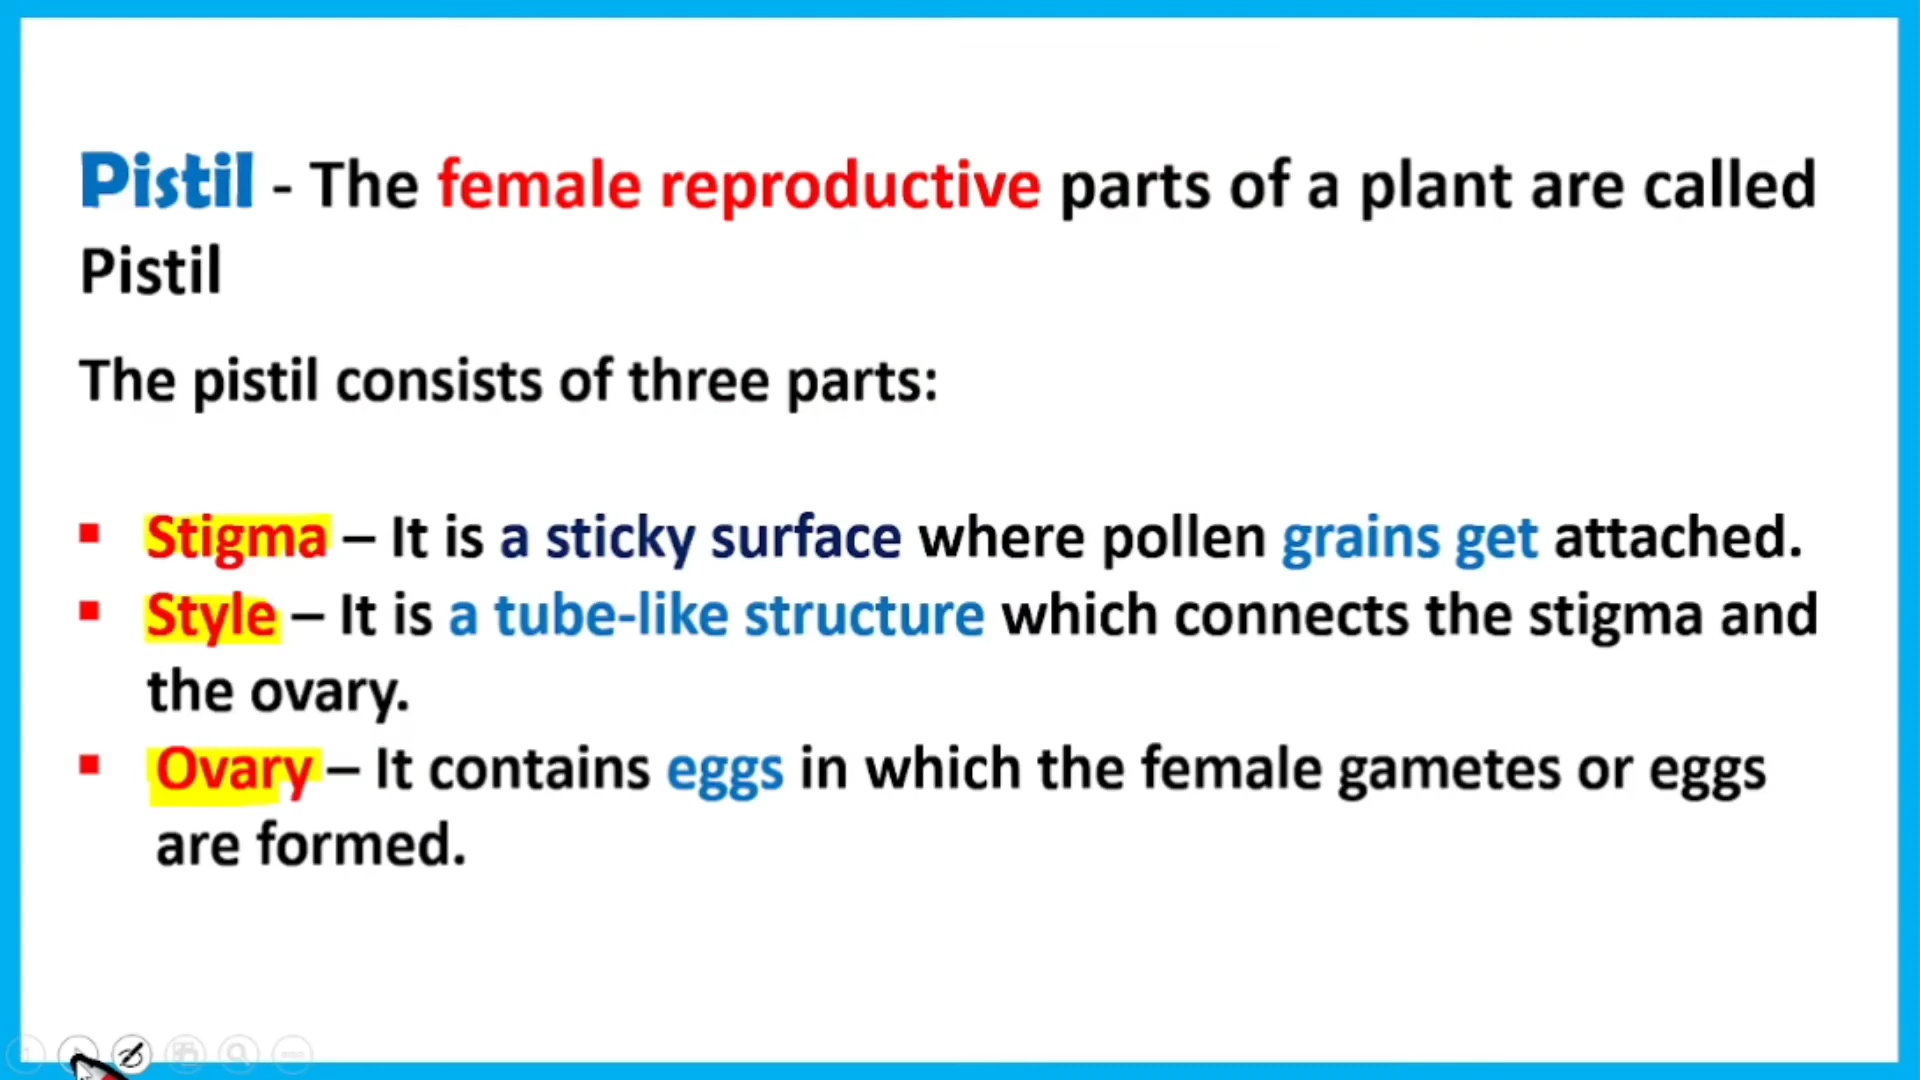 Pistil - The female reproductive parts of a plant are called
Pistil
The pistil consists of three parts:
▪ Stigma – It is a sticky surface where pollen grains get attached.
▪ Style – It is a tube-like structure which connects the stigma and
the ovary.
▪ Ovary – It contains eggs in which the female gametes or eggs
are formed.